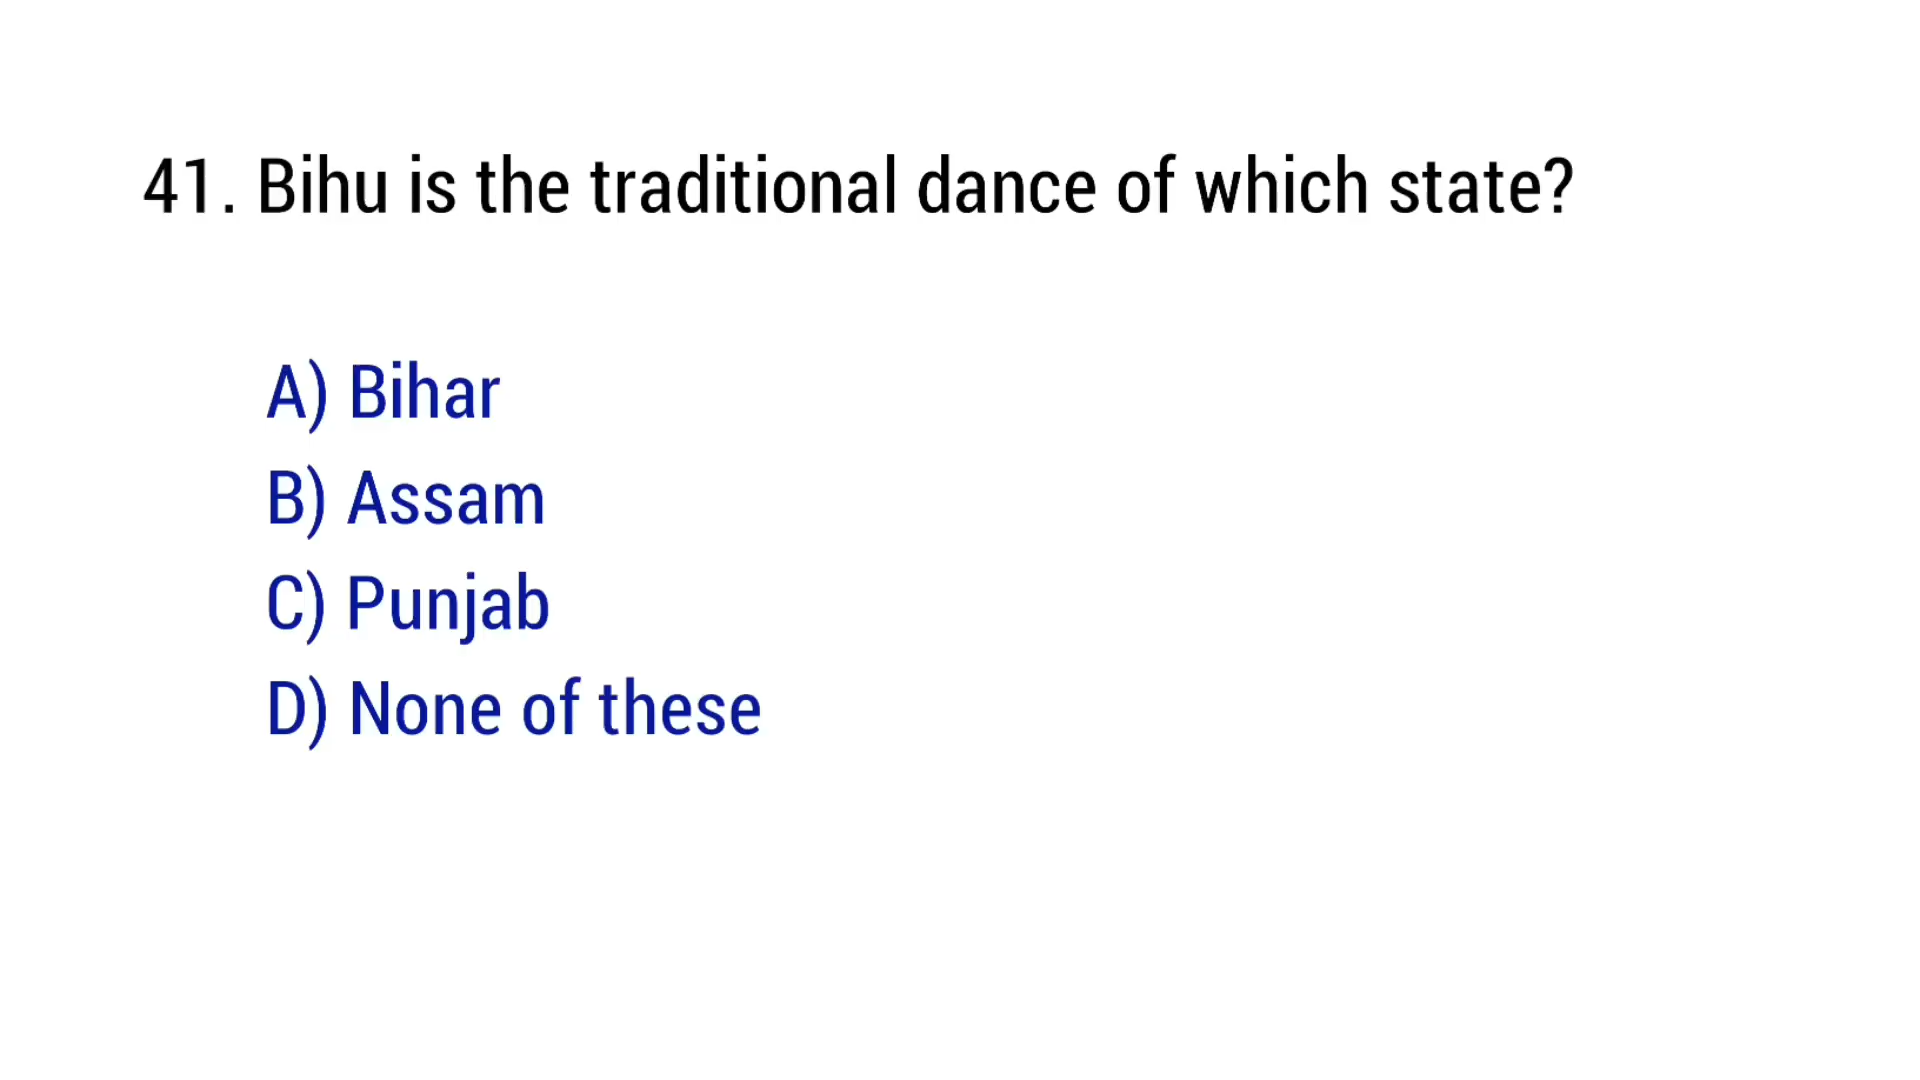 41. Bihu is the traditional dance of which state?
A) Bihar
B) Assam
C) Punjab
D) None of these